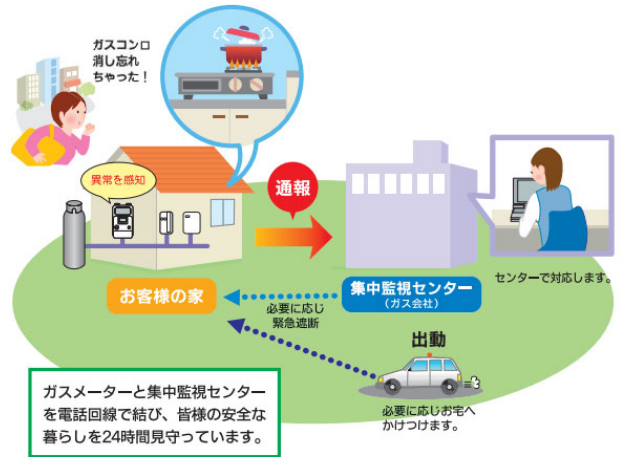 ガスコンロ
消し忘れ
ちゃった！
異常を感知
通報
お客様の家
集中監視センター
（ガス会社）
センターで対応します。
必要に応じ
緊急遮断
出動
必要に応じお宅へ
かけつけます。
ガスメーターと集中監視センター
を電話回線で結び、皆様の安全な
暮らしを24時間見守っています。